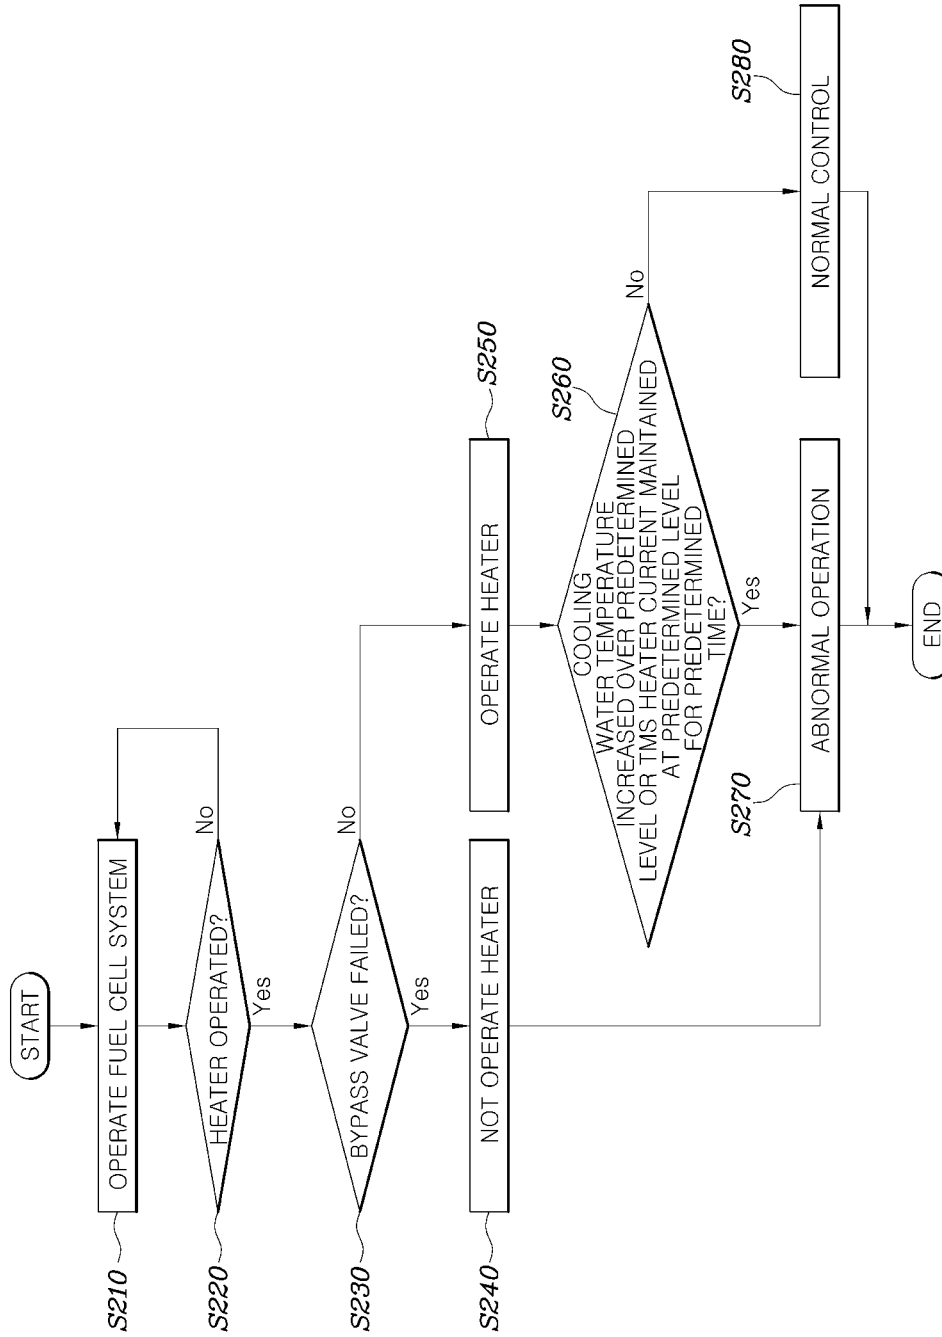 START
OPERATE FUEL CELL SYSTEM
S210
HEATER OPERATED?
S220
No
Yes
BYPASS VALVE FAILED?
S230
No
Yes
NOT OPERATE HEATER
S240
OPERATE HEATER
S250
COOLING
WATER TEMPERATURE
INCREASED OVER PREDETERMINED
LEVEL OR TMS HEATER CURRENT MAINTAINED
AT PREDETERMINED LEVEL
FOR PREDETERMINED
TIME?
S260
No
Yes
ABNORMAL OPERATION
S270
NORMAL CONTROL
S280
END